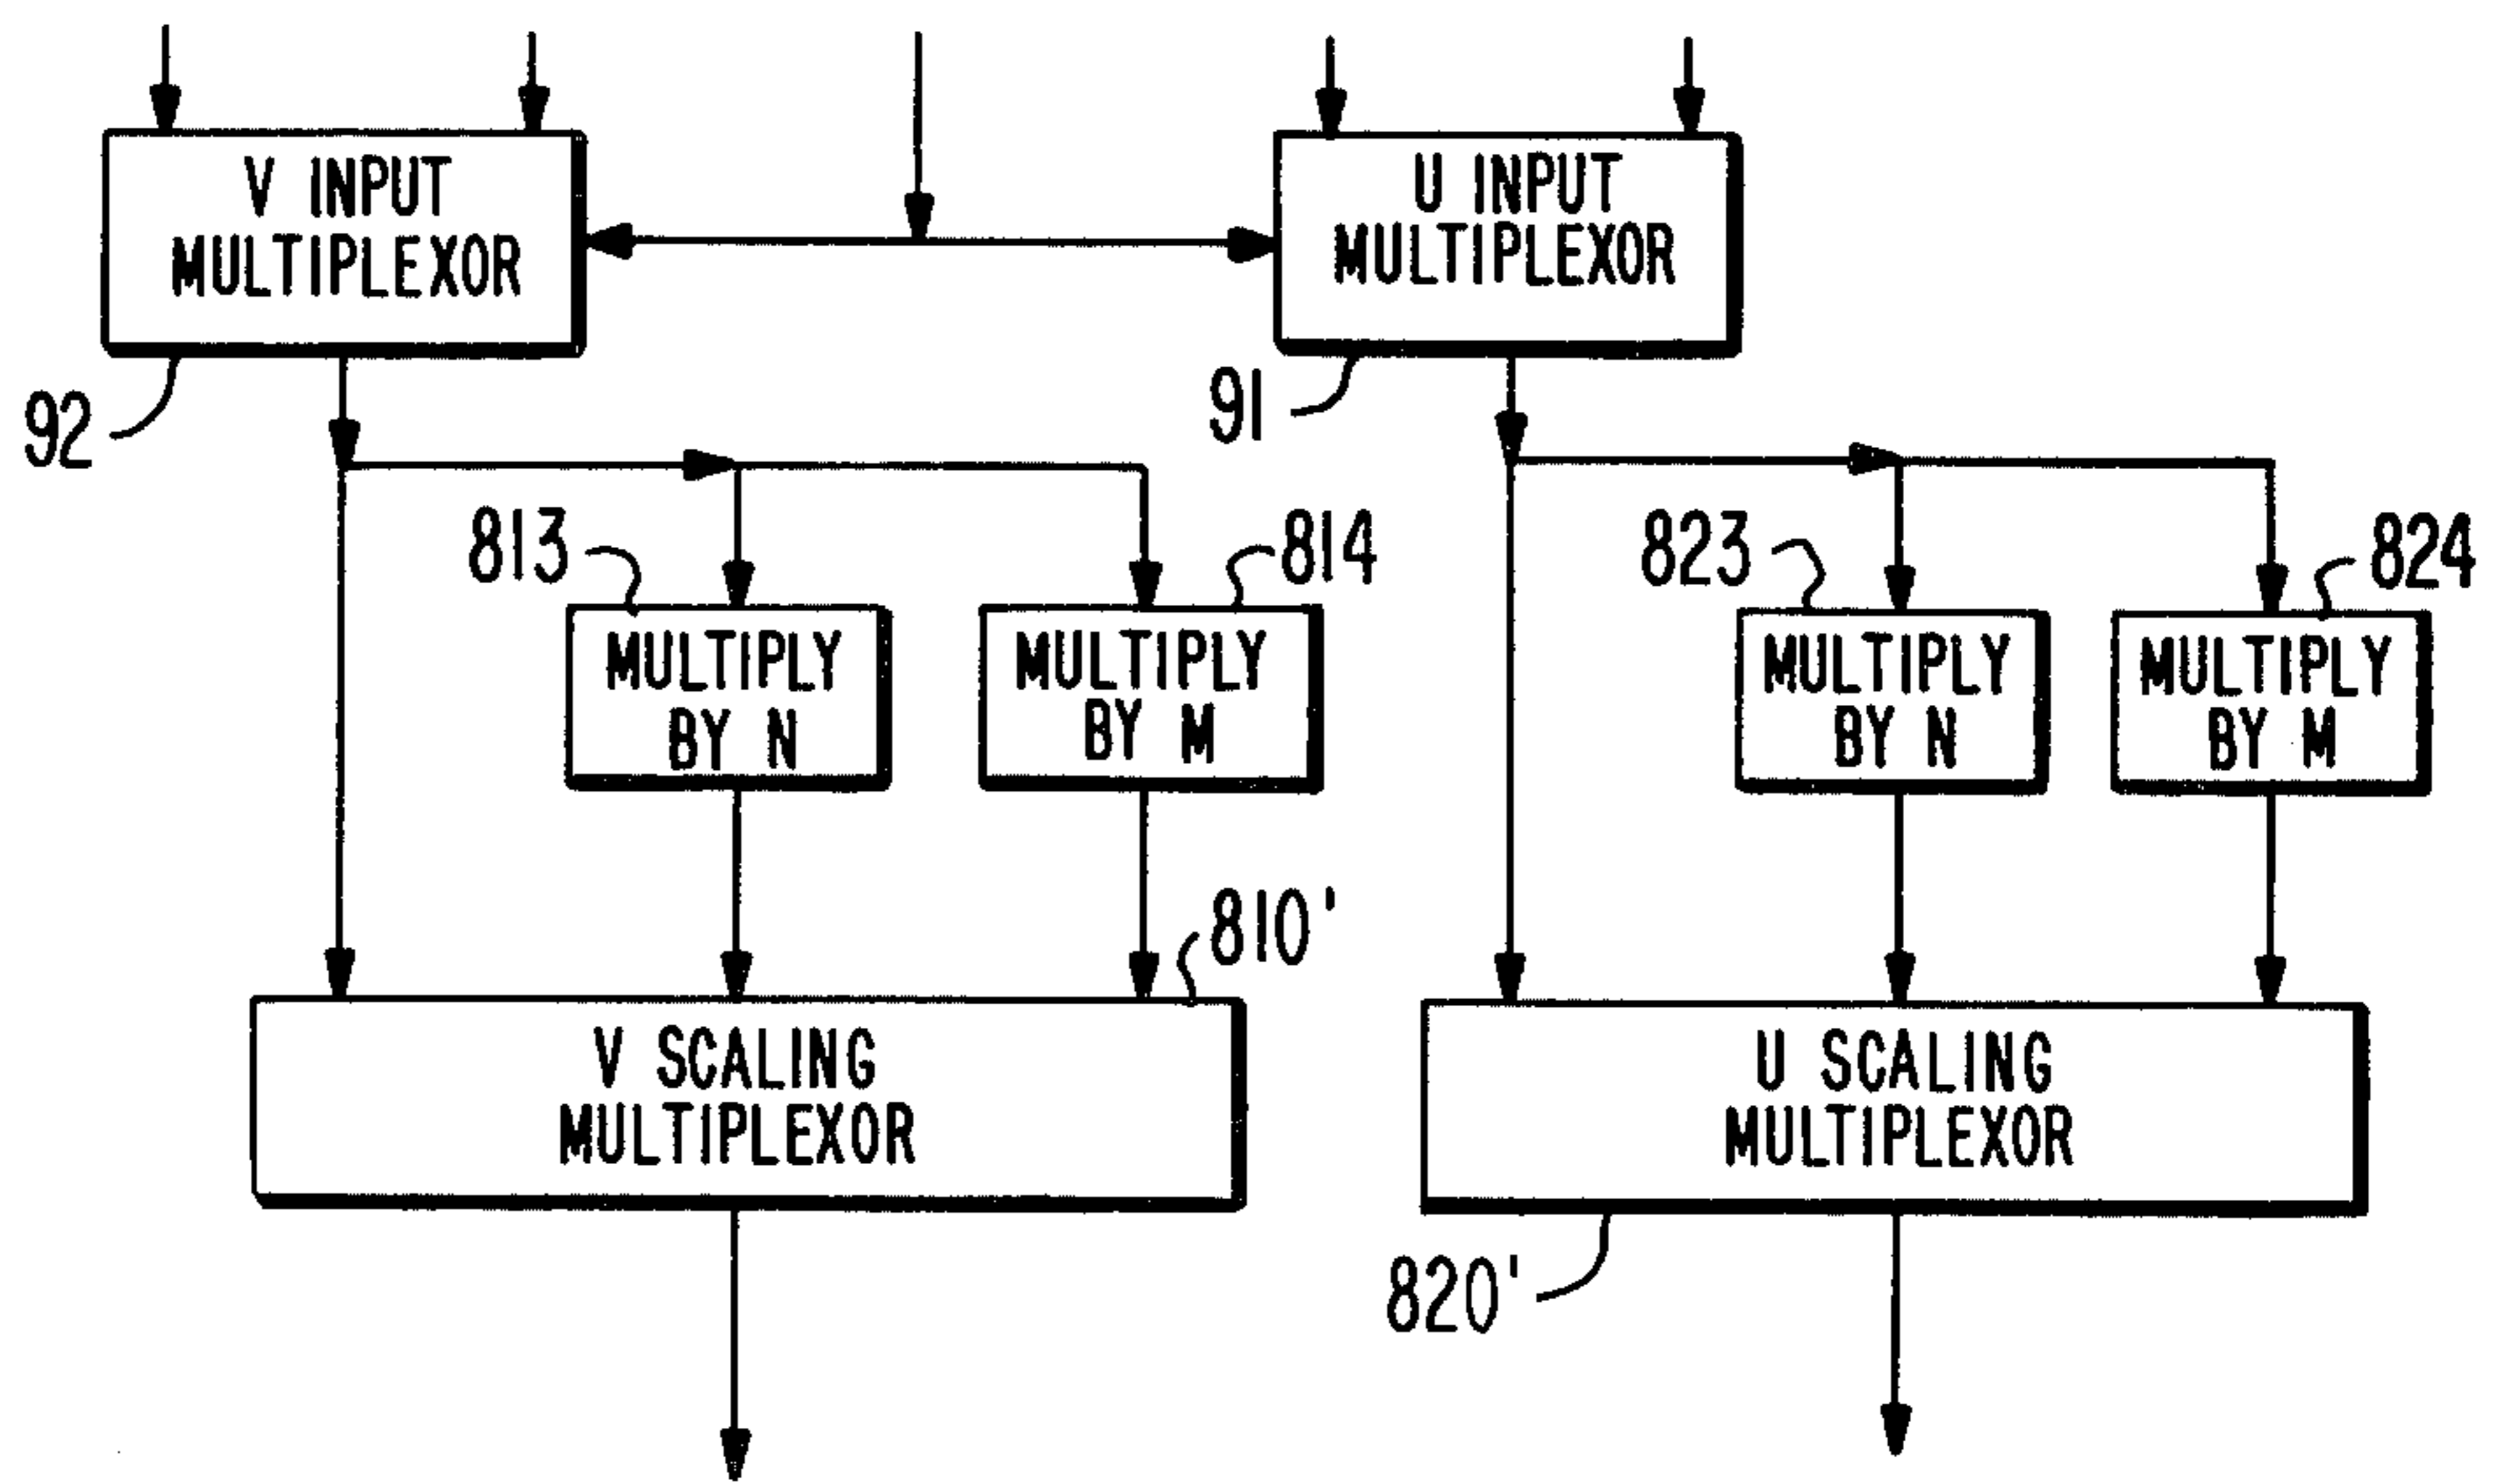 V INPUT
MULTIPLEXOR
U INPUT
MULTIPLEXOR
92
91
813
814
823
824
MULTIPLY
BY N
MULTIPLY
BY M
MULTIPLY
BY N
MULTIPLY
BY M
810'
V SCALING
MULTIPLEXOR
U SCALING
MULTIPLEXOR
820'